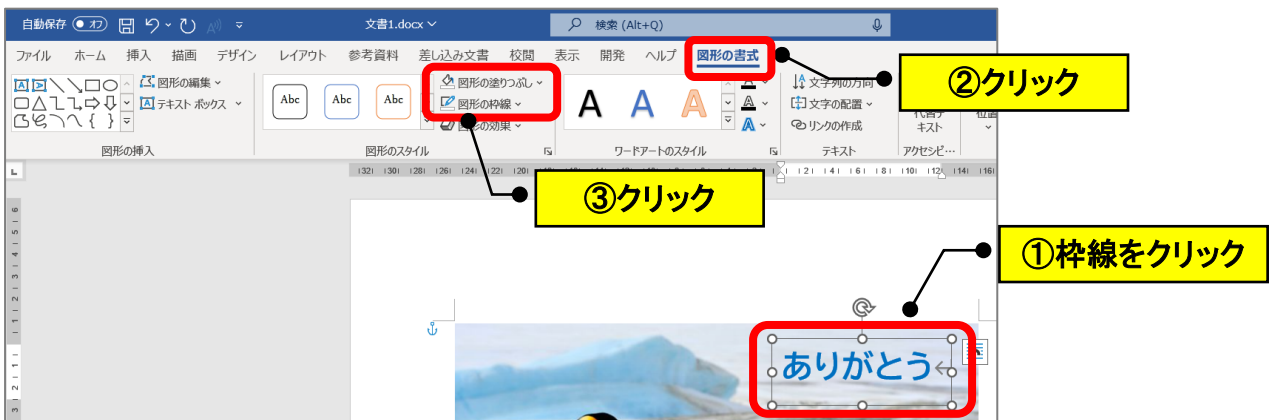 自動保存 オフ 文書1.docx 検索 (Alt+Q)
ファイル ホーム 挿入 描画 デザイン レイアウト 参考資料 差し込み文書 校閲 表示 開発 ヘルプ 図形の書式
②クリック
図形の編集
テキスト ボックス
Abc Abc Abc
図形の塗りつぶし
図形の枠線
図形の効果
A A A
文字列の方向
文字の配置
リンクの作成
代替テ
キスト
位置
図形の挿入 図形のスタイル ワードアートのスタイル テキスト アクセシビ…
L
③クリック
①枠線をクリック
ありがとう